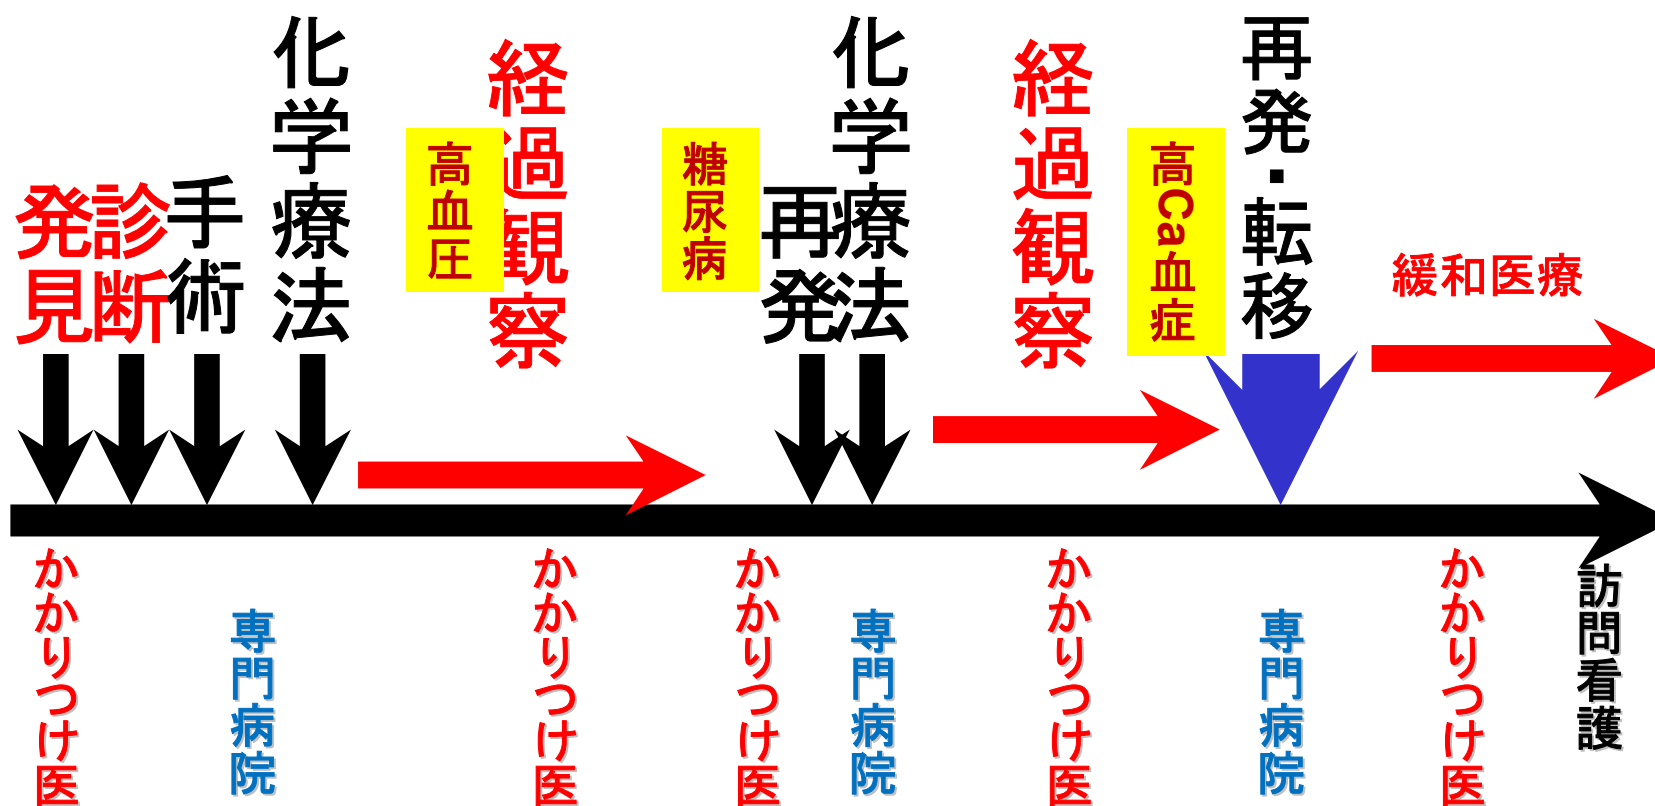 発見
診断
手術
化学療法
高血圧
経過観察
糖尿病
再発
化学療法
経過観察
高Ca血症
再発・転移
緩和医療
かかりつけ医
専門病院
かかりつけ医
かかりつけ医
専門病院
かかりつけ医
専門病院
かかりつけ医
訪問看護